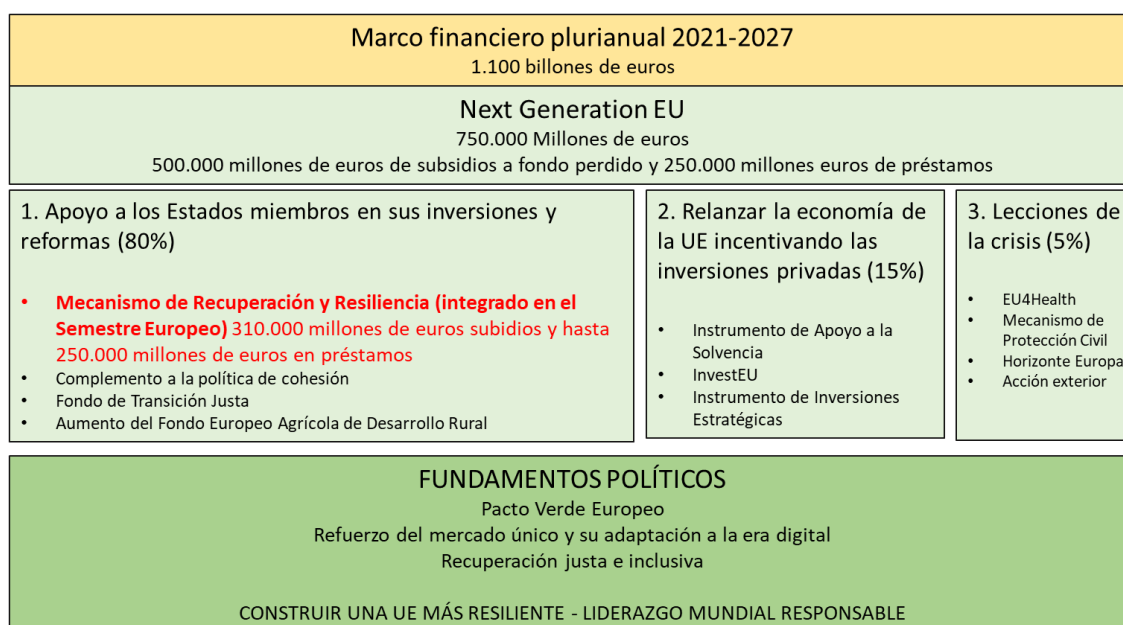 Marco financiero plurianual 2021-2027
1.100 billones de euros
Next Generation EU
750.000 Millones de euros
500.000 millones de euros de subsidios a fondo perdido y 250.000 millones euros de préstamos
1. Apoyo a los Estados miembros en sus inversiones y
reformas (80%)
• Mecanismo de Recuperación y Resiliencia (integrado en el
Semestre Europeo) 310.000 millones de euros subsidios y hasta
250.000 millones de euros en préstamos
• Complemento a la política de cohesión
• Fondo de Transición Justa
• Aumento del Fondo Europeo Agrícola de Desarrollo Rural
2. Relanzar la economía de
la UE incentivando las
inversiones privadas (15%)
• Instrumento de Apoyo a la
Solvencia
• InvestEU
• Instrumento de Inversiones
Estratégicas
3. Lecciones de
la crisis (5%)
• EU4Health
• Mecanismo de
Protección Civil
• Horizonte Europa
• Acción exterior
FUNDAMENTOS POLÍTICOS
Pacto Verde Europeo
Refuerzo del mercado único y su adaptación a la era digital
Recuperación justa e inclusiva
CONSTRUIR UNA UE MÁS RESILIENTE - LIDERAZGO MUNDIAL RESPONSABLE